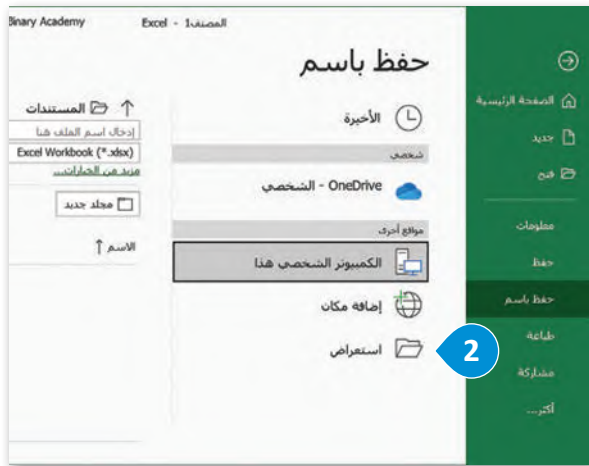 Binary Academy
Excel - المصنف1
حفظ باسم
الصفحة الرئيسية
جديد
فتح
معلومات
حفظ
حفظ باسم
طباعة
مشاركة
أكثر...
الأخيرة
شخصي
OneDrive - الشخصي
مواقع أخرى
الكمبيوتر الشخصي هذا
إضافة مكان
استعراض
2
المستندات
إدخال اسم الملف هنا
Excel Workbook (*.xlsx)
مزيد من الخيارات...
مجلد جديد
الاسم ↑